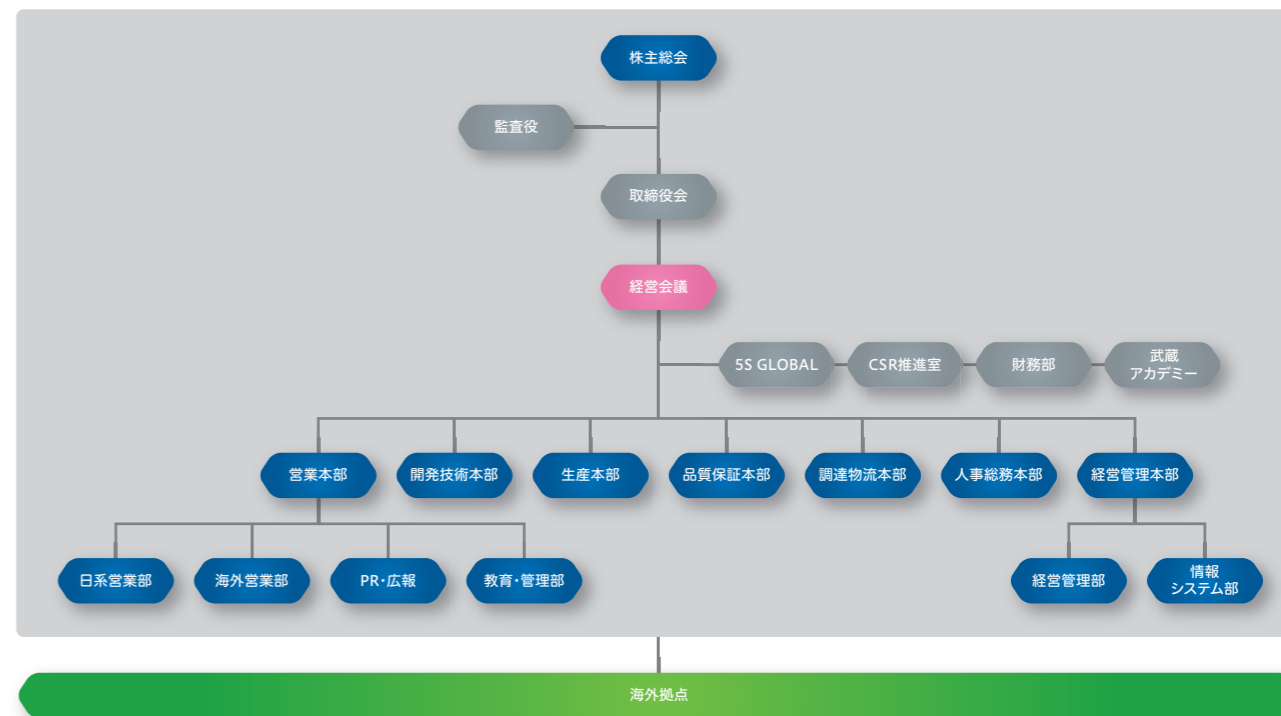 株主総会
監査役
取締役会
経営会議
5S GLOBAL
CSR推進室
財務部
武蔵
アカデミー
営業本部
開発技術本部
生産本部
品質保証本部
調達物流本部
人事総務本部
経営管理本部
日系営業部
海外営業部
PR・広報
教育・管理部
経営管理部
情報
システム部
海外拠点